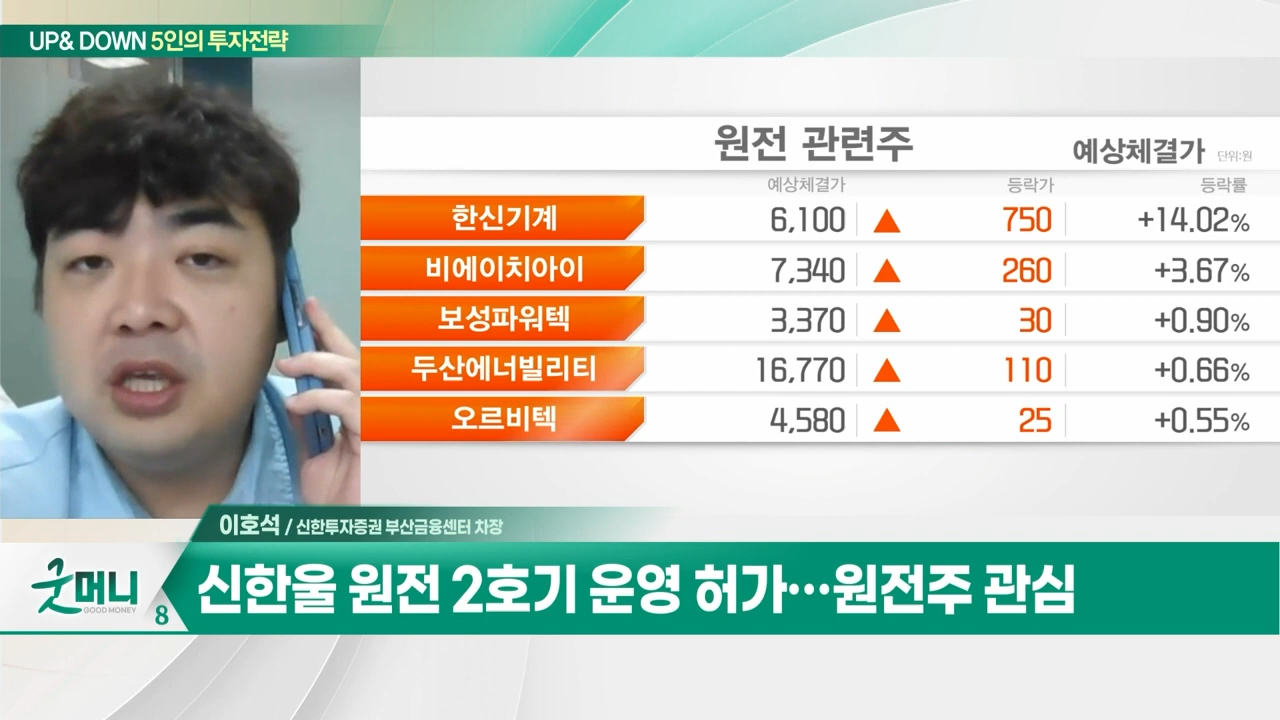 UP& DOWN 5인의 투자전략
원전 관련주
예상체결가 단위:원
예상체결가 등락가 등락률
한신기계 6,100 ▲ 750 +14.02%
비에이치아이 7,340 ▲ 260 +3.67%
보성파워텍 3,370 ▲ 30 +0.90%
두산에너빌리티 16,770 ▲ 110 +0.66%
오르비텍 4,580 ▲ 25 +0.55%
이호석 / 신한투자증권 부산금융센터 차장
굿머니
GOOD MONEY
8
신한울 원전 2호기 운영 허가…원전주 관심